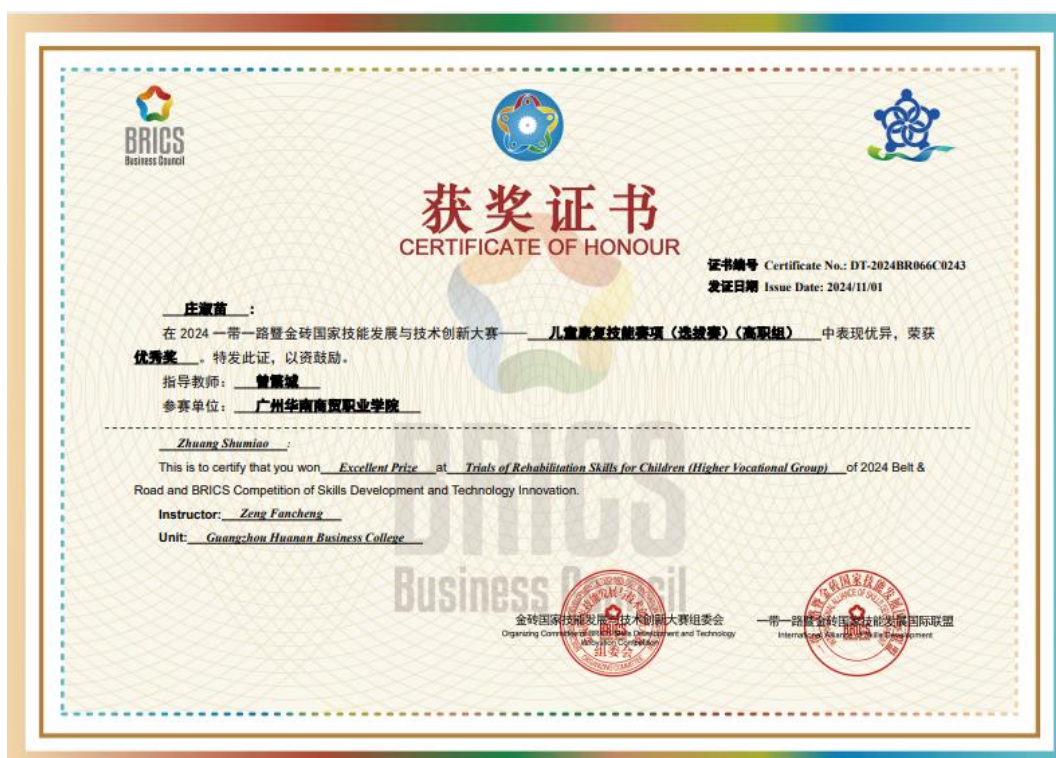 BRICS
Business Council
获奖证书
CERTIFICATE OF HONOUR
证书编号 Certificate No.: DT-2024BR066C0243
发证日期 Issue Date: 2024/11/01
庄淑苗：
在 2024 一带一路暨金砖国家技能发展与技术创新大赛——儿童康复技能赛项（选拔赛）（高职组）中表现优异，荣获
优秀奖。特发此证，以资鼓励。
指导教师：曾繁城
参赛单位：广州华南商贸职业学院
Zhuang Shumiao:
This is to certify that you won Excellent Prize at Trials of Rehabilitation Skills for Children (Higher Vocational Group) of 2024 Belt &
Road and BRICS Competition of Skills Development and Technology Innovation.
Instructor: Zeng Fancheng
Unit: Guangzhou Huanan Business College
BRICS
Business Council
金砖国家技能发展与技术创新大赛组委会
Organizing Committee of BRICS Skills Development and Technology
Innovation Competition
组委会
ORGANIZING COMMITTEE
一带一路暨金砖国家技能发展国际联盟
International Alliance of Skills Development